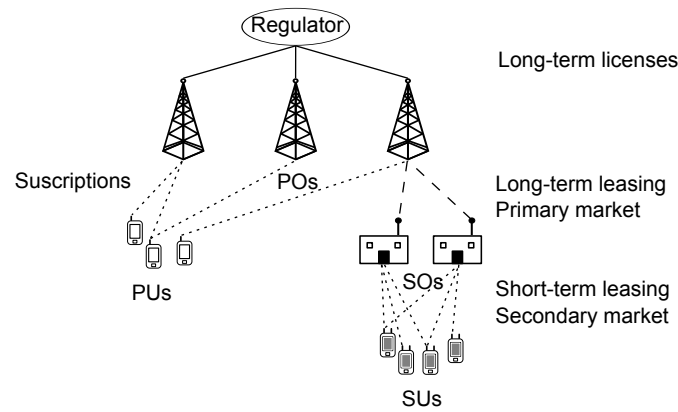 Regulator
Long-term licenses
Suscriptions
POs
Long-term leasing
Primary market
PUs
SOs
Short-term leasing
Secondary market
SUs